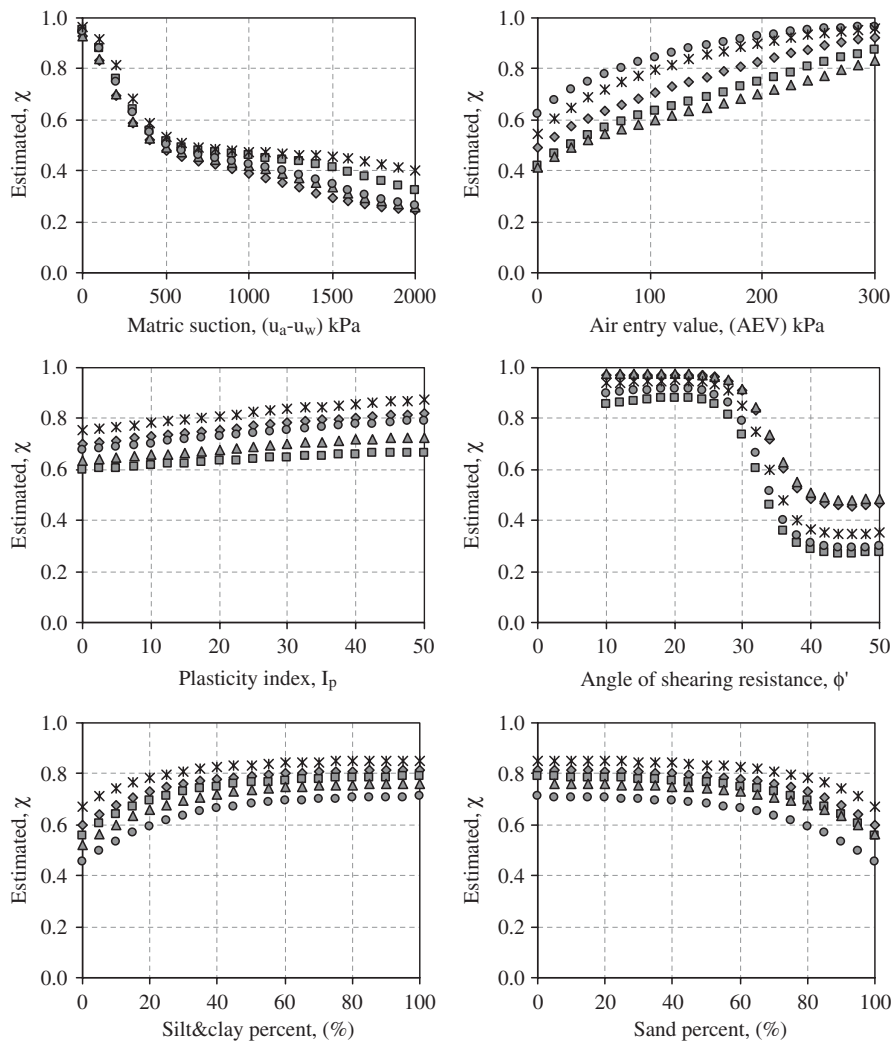 1.0
0.8
0.6
0.4
0.2
0.0
Estimated, χ
0 500 1000 1500 2000
Matric suction, (u_a-u_w) kPa
1.0
0.8
0.6
0.4
0.2
0.0
Estimated, χ
0 100 200 300
Air entry value, (AEV) kPa
1.0
0.8
0.6
0.4
0.2
0.0
Estimated, χ
0 10 20 30 40 50
Plasticity index, I_p
1.0
0.8
0.6
0.4
0.2
0.0
Estimated, χ
0 10 20 30 40 50
Angle of shearing resistance, ϕ'
1.0
0.8
0.6
0.4
0.2
0.0
Estimated, χ
0 20 40 60 80 100
Silt&clay percent, (%)
1.0
0.8
0.6
0.4
0.2
0.0
Estimated, χ
0 20 40 60 80 100
Sand percent, (%)